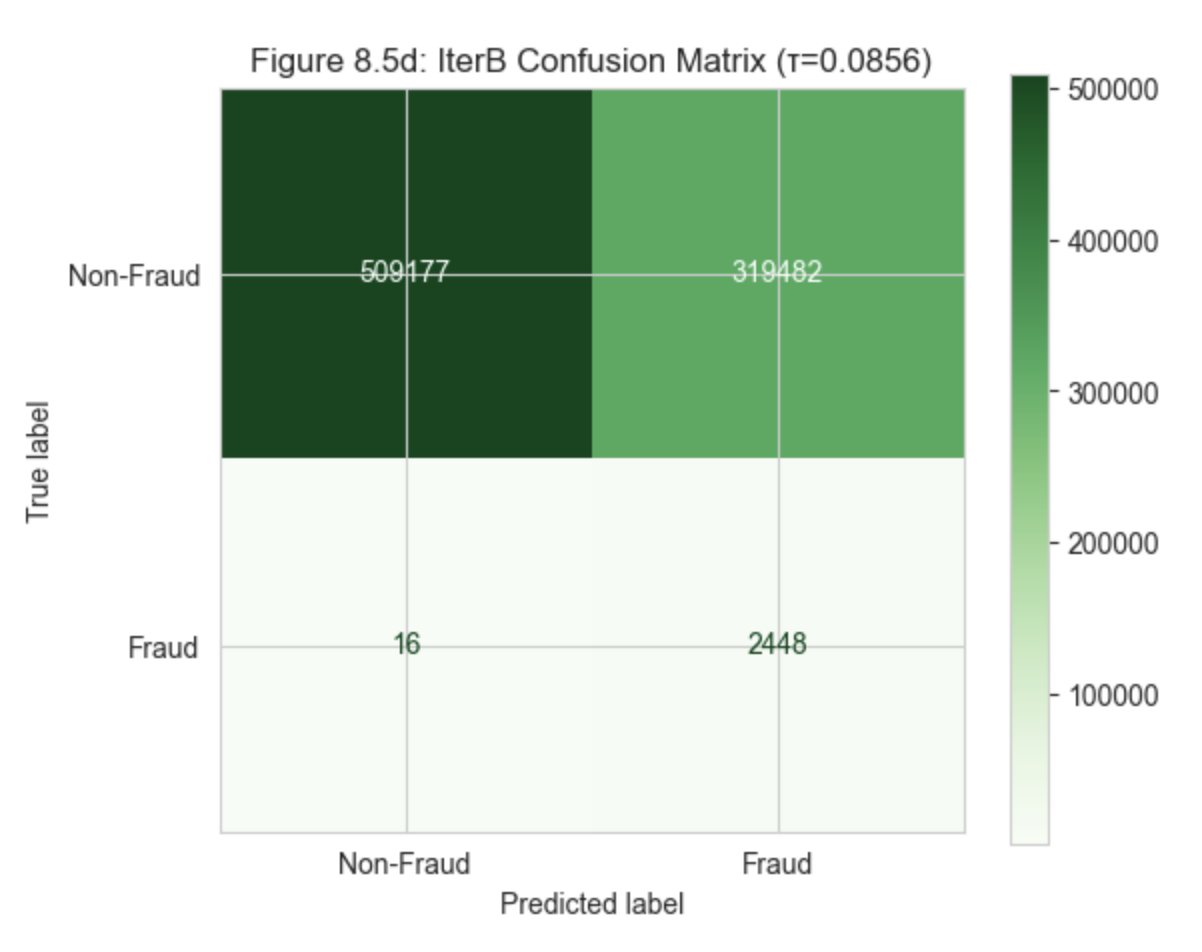 Figure 8.5d: IterB Confusion Matrix (τ=0.0856)
500000
400000
300000
200000
100000
True label
Non-Fraud
509177 319482
Fraud
16 2448
Non-Fraud Fraud
Predicted label